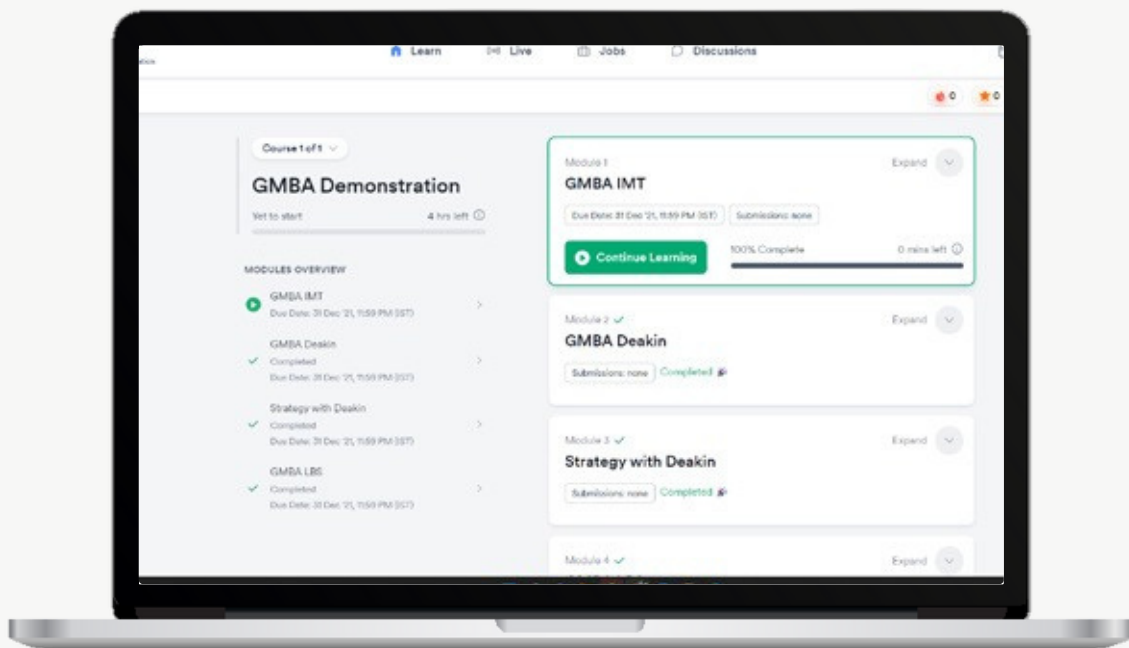 Learn
Live
Jobs
Discussions
0
0
Course 1 of 1
GMBA Demonstration
Yet to start
4 hrs left
MODULES OVERVIEW
GMBA IMT
Due Date: 31 Dec '21, 11:59 PM (IST)
GMBA Deakin
Completed
Due Date: 31 Dec '21, 11:59 PM (IST)
Strategy with Deakin
Completed
Due Date: 31 Dec '21, 11:59 PM (IST)
GMBA LBS
Completed
Due Date: 31 Dec '21, 11:59 PM (IST)
Module 1
Expand
GMBA IMT
Due Date: 31 Dec '21, 11:59 PM (IST)
Submissions: none
Continue Learning
100% Complete
0 mins left
Module 2
Expand
GMBA Deakin
Submissions: none
Completed
Module 3
Expand
Strategy with Deakin
Submissions: none
Completed
Module 4
Expand